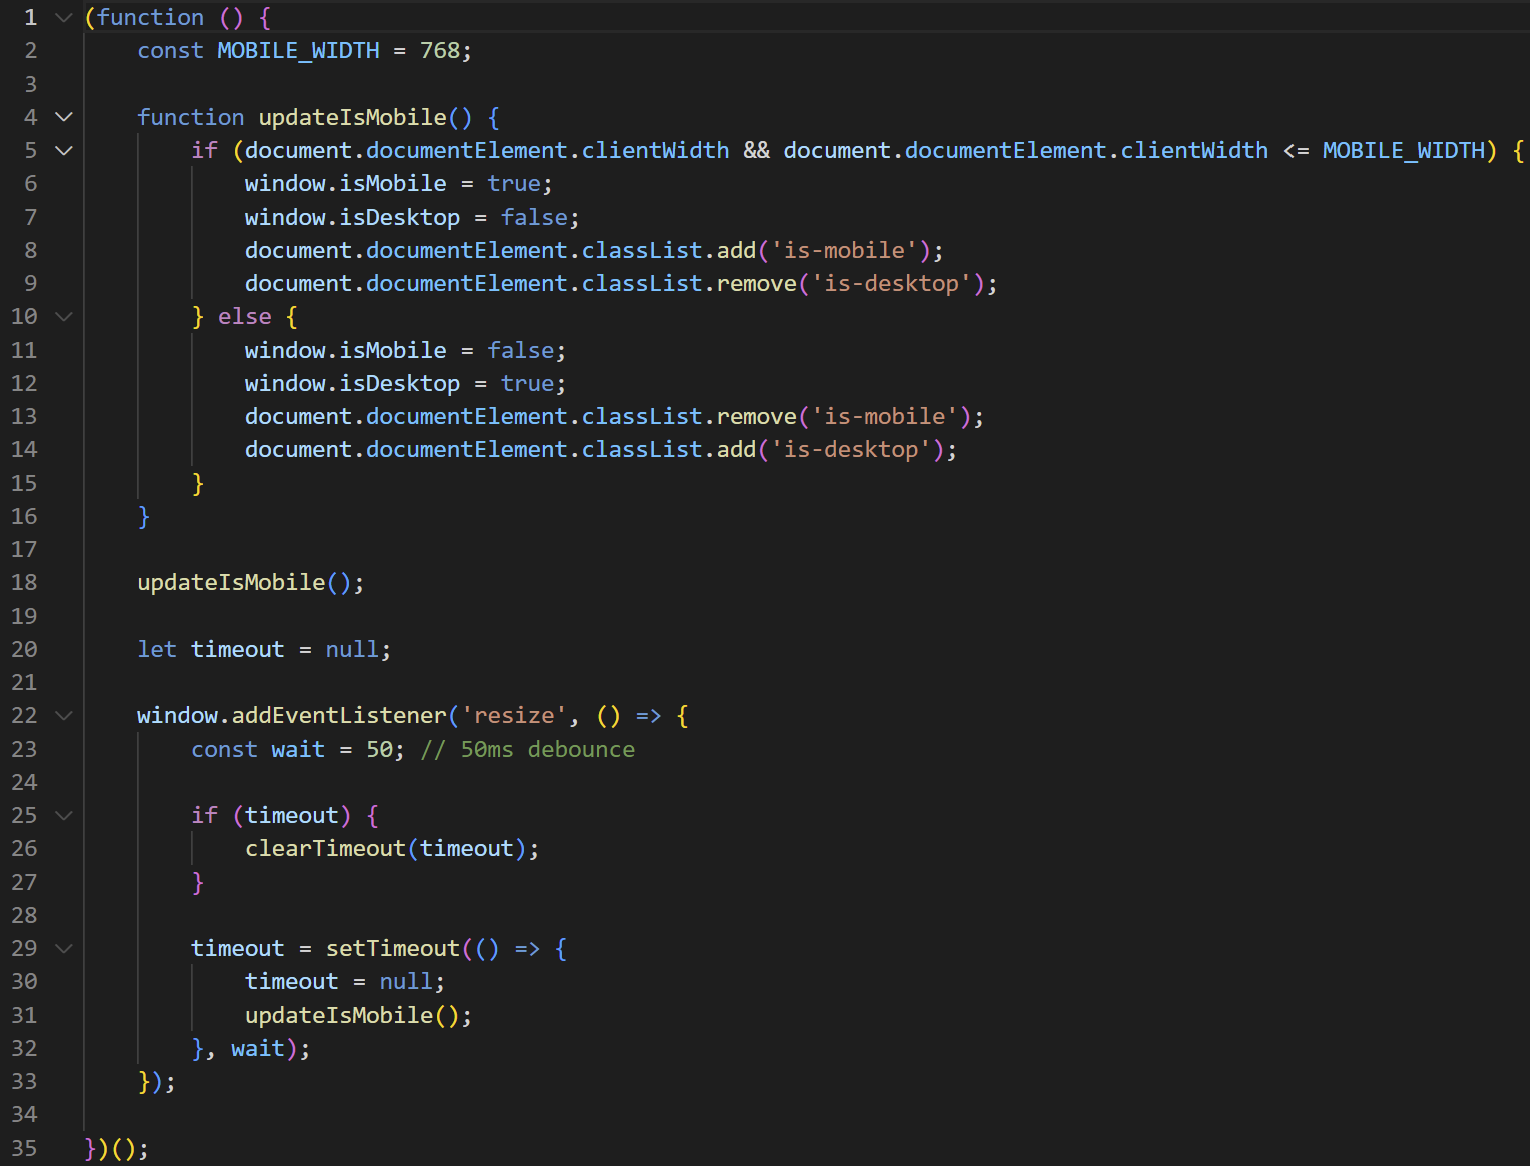 1 (function () {
2     const MOBILE_WIDTH = 768;
3
4     function updateIsMobile() {
5         if (document.documentElement.clientWidth && document.documentElement.clientWidth <= MOBILE_WIDTH) {
6             window.isMobile = true;
7             window.isDesktop = false;
8             document.documentElement.classList.add('is-mobile');
9             document.documentElement.classList.remove('is-desktop');
10         } else {
11             window.isMobile = false;
12             window.isDesktop = true;
13             document.documentElement.classList.remove('is-mobile');
14             document.documentElement.classList.add('is-desktop');
15         }
16     }
17
18     updateIsMobile();
19
20     let timeout = null;
21
22     window.addEventListener('resize', () => {
23         const wait = 50; // 50ms debounce
24
25         if (timeout) {
26             clearTimeout(timeout);
27         }
28
29         timeout = setTimeout(() => {
30             timeout = null;
31             updateIsMobile();
32         }, wait);
33     });
34
35 })();